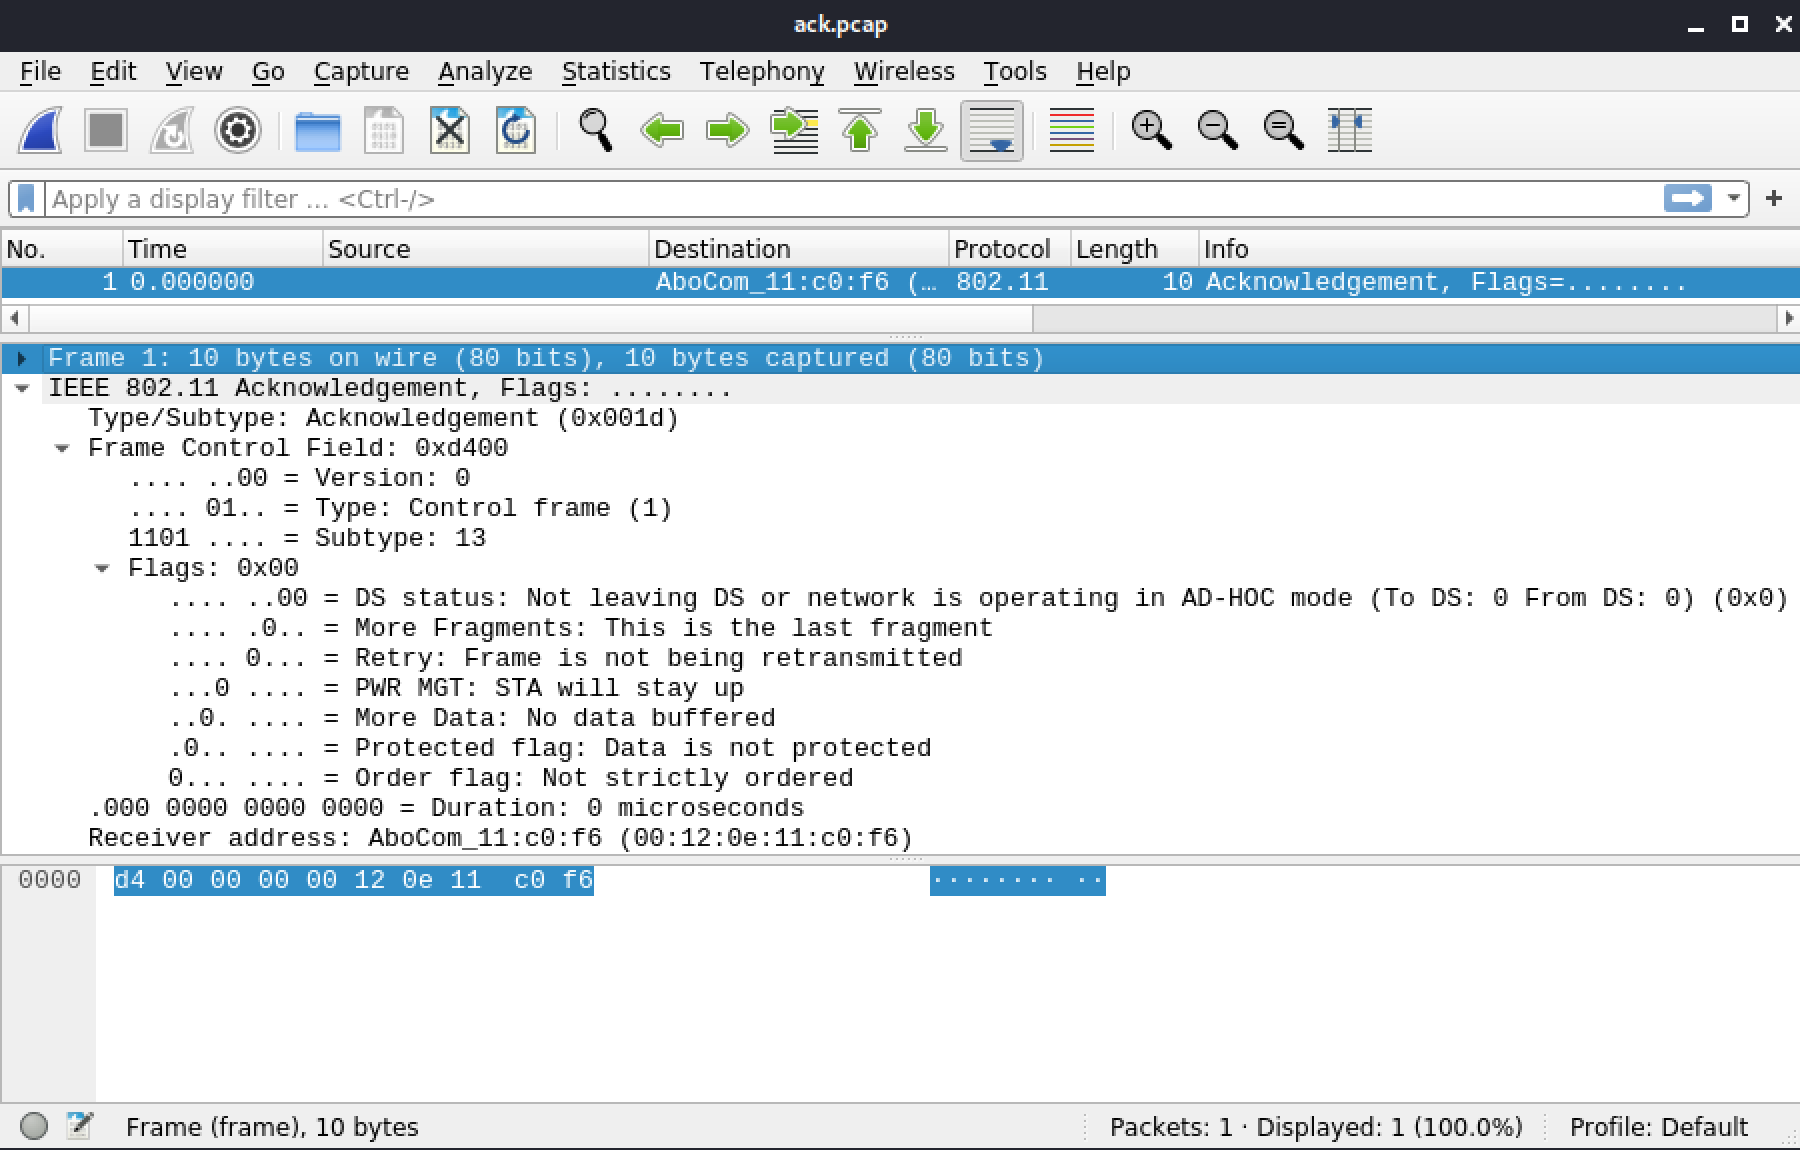 ack.pcap
File Edit View Go Capture Analyze Statistics Telephony Wireless Tools Help
Apply a display filter ... <Ctrl-/>
+
No. Time Source Destination Protocol Length Info
1 0.000000 AboCom_11:c0:f6 (… 802.11 10 Acknowledgement, Flags=........
Frame 1: 10 bytes on wire (80 bits), 10 bytes captured (80 bits)
IEEE 802.11 Acknowledgement, Flags: ........
Type/Subtype: Acknowledgement (0x001d)
Frame Control Field: 0xd400
.... ..00 = Version: 0
.... 01.. = Type: Control frame (1)
1101 .... = Subtype: 13
Flags: 0x00
.... ..00 = DS status: Not leaving DS or network is operating in AD-HOC mode (To DS: 0 From DS: 0) (0x0)
.... .0.. = More Fragments: This is the last fragment
.... 0... = Retry: Frame is not being retransmitted
...0 .... = PWR MGT: STA will stay up
..0. .... = More Data: No data buffered
.0.. .... = Protected flag: Data is not protected
0... .... = Order flag: Not strictly ordered
.000 0000 0000 0000 = Duration: 0 microseconds
Receiver address: AboCom_11:c0:f6 (00:12:0e:11:c0:f6)
0000 d4 00 00 00 00 12 0e 11 c0 f6 ········ ··
Frame (frame), 10 bytes Packets: 1 · Displayed: 1 (100.0%) Profile: Default